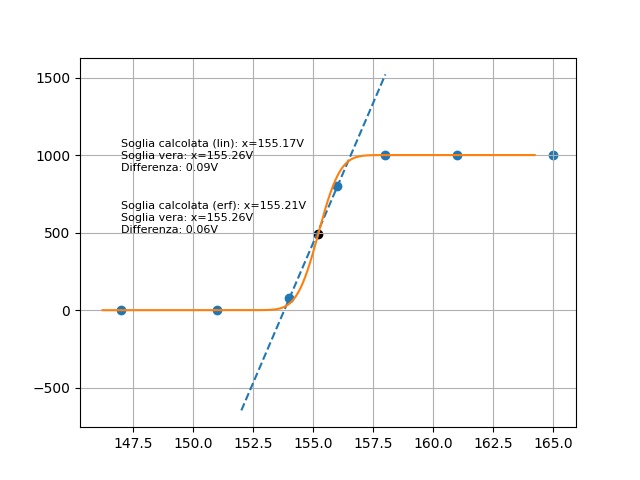 1500
1000
500
0
−500
Soglia calcolata (lin): x=155.17V
Soglia vera: x=155.26V
Differenza: 0.09V
Soglia calcolata (erf): x=155.21V
Soglia vera: x=155.26V
Differenza: 0.06V
147.5 150.0 152.5 155.0 157.5 160.0 162.5 165.0